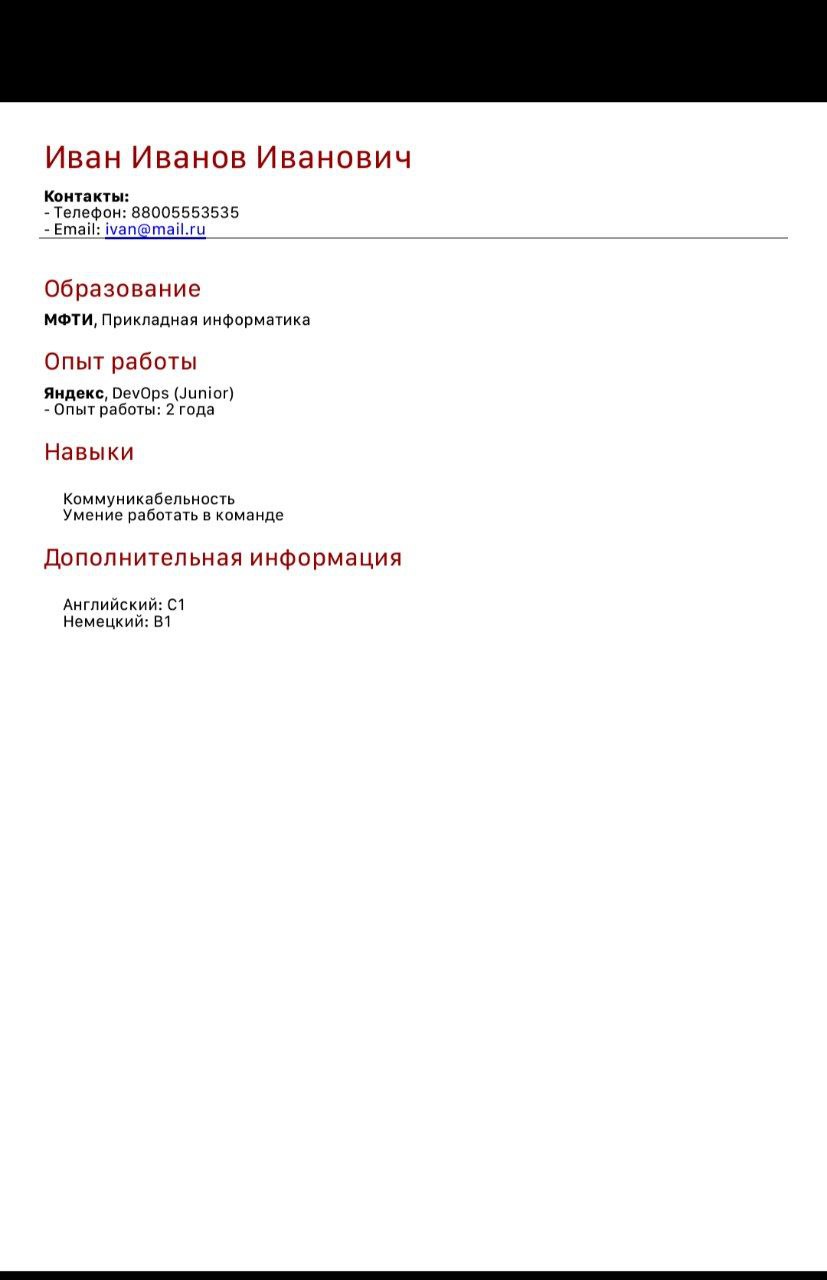 Иван Иванов Иванович
Контакты:
- Телефон: 88005553535
- Email: ivan@mail.ru
Образование
МФТИ, Прикладная информатика
Опыт работы
Яндекс, DevOps (Junior)
- Опыт работы: 2 года
Навыки
Коммуникабельность
Умение работать в команде
Дополнительная информация
Английский: C1
Немецкий: B1